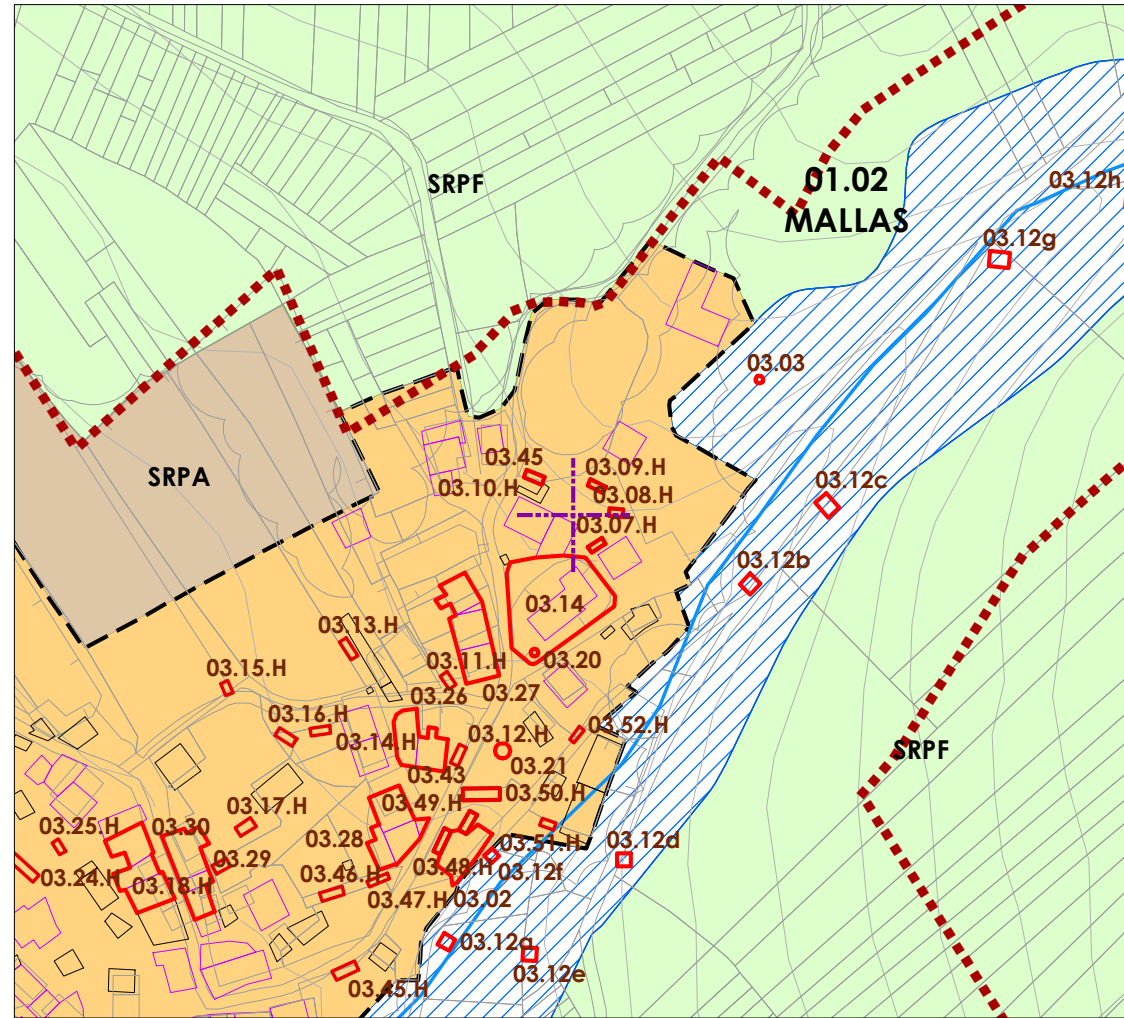 SRPF
01.02
MALLAS
03.12h
03.12g
03.03
SRPA
03.45
03.10.H
03.09.H
03.08.H
03.07.H
03.12c
03.12b
03.14
03.13.H
03.20
03.15.H
03.11.H
03.26
03.27
03.16.H
03.14.H
03.12.H
03.52.H
03.43
03.21
SRPF
03.17.H
03.49.H
03.50.H
03.25.H
03.30
03.28
03.51.H
03.12d
03.24.H
03.18.H
03.29
03.46.H
03.48.H
03.12f
03.47.H
03.02
03.12a
03.12e
03.45.H